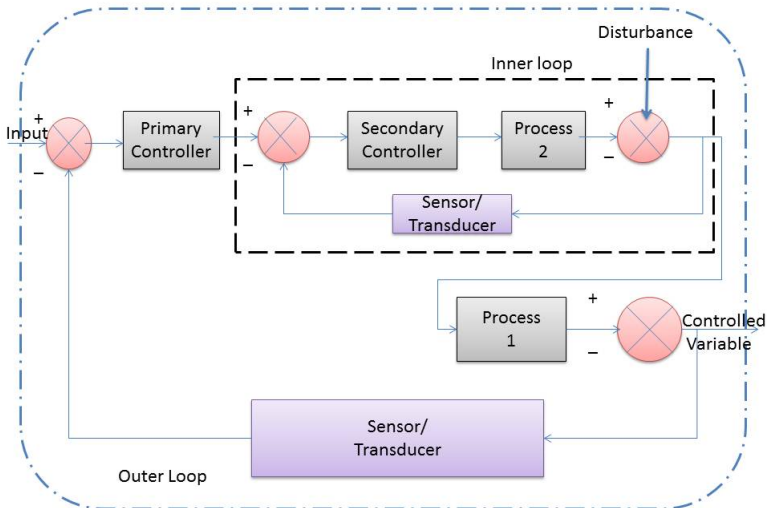 Disturbance
Inner loop
+
Input
−
Primary
Controller
+
−
Secondary
Controller
Process
2
+
−
Sensor/
Transducer
Process
1
+
−
Controlled
Variable
Sensor/
Transducer
Outer Loop